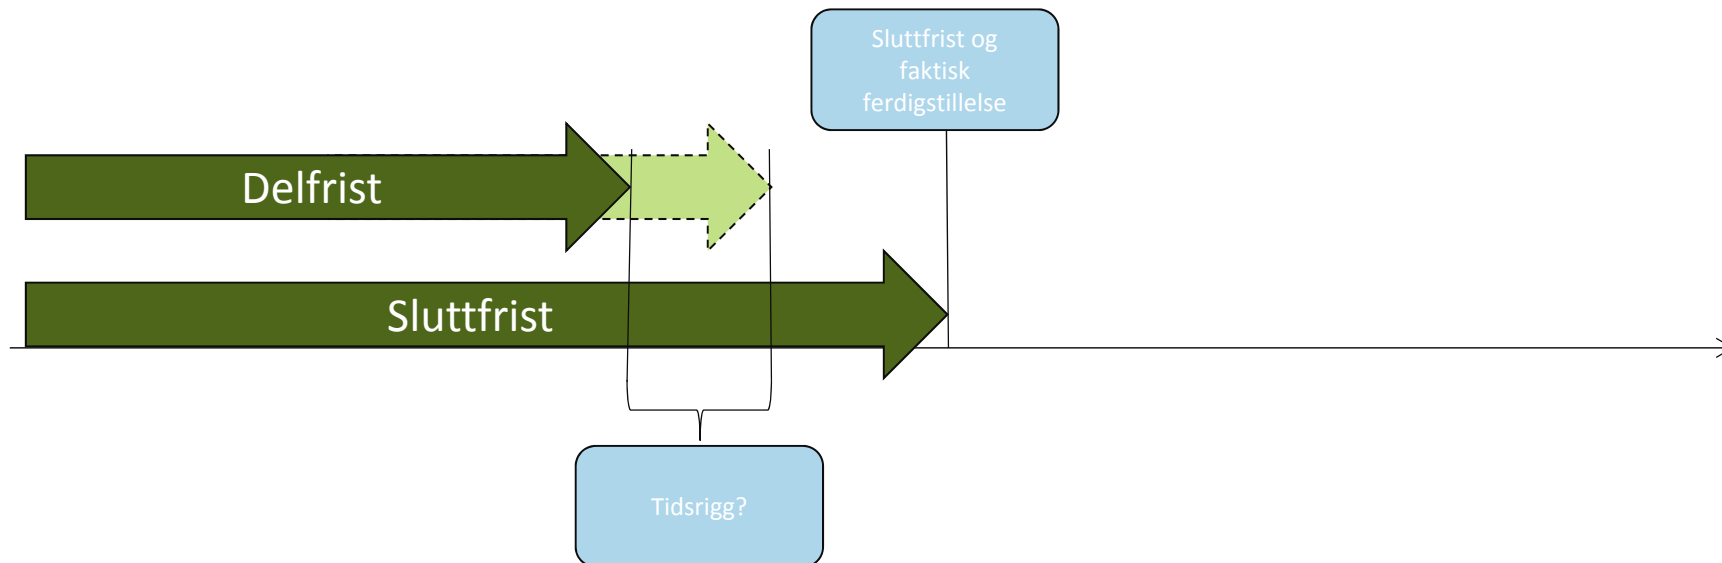 Sluttfrist og
faktisk
ferdigstillelse
Delfrist
Sluttfrist
Tidsrigg?